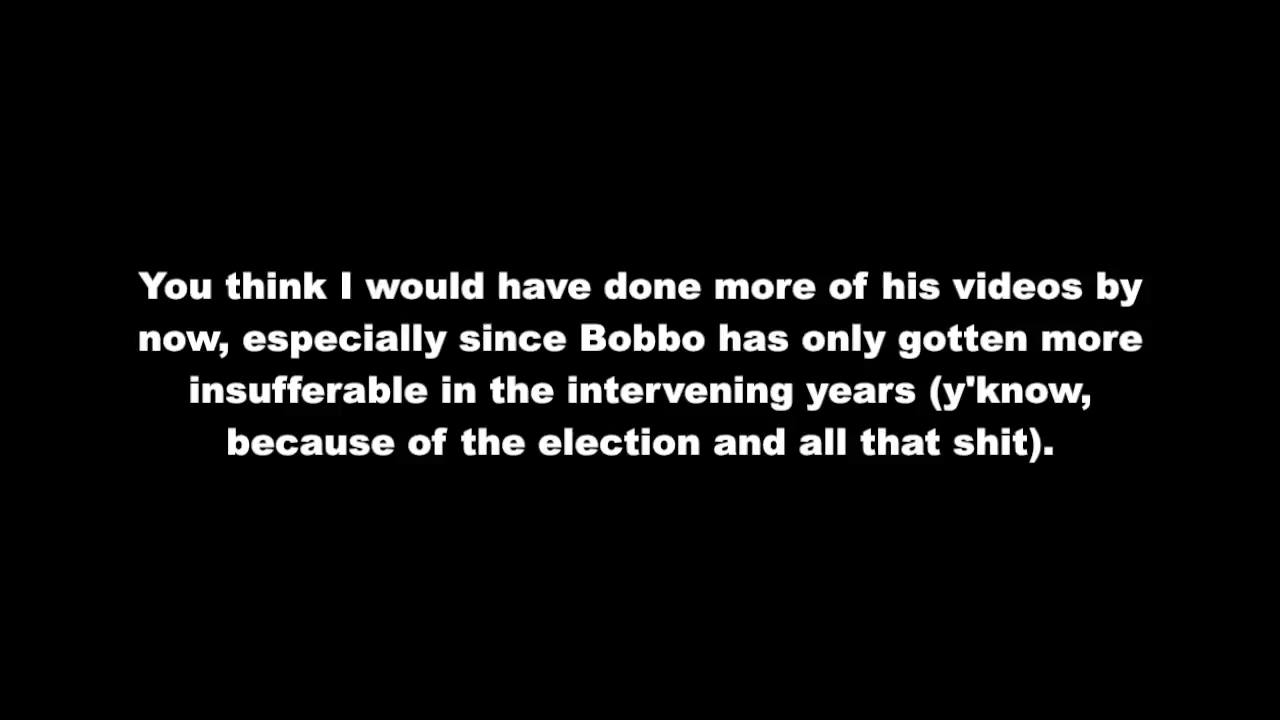 You think I would have done more of his videos by
now, especially since Bobbo has only gotten more
insufferable in the intervening years (y'know,
because of the election and all that shit).